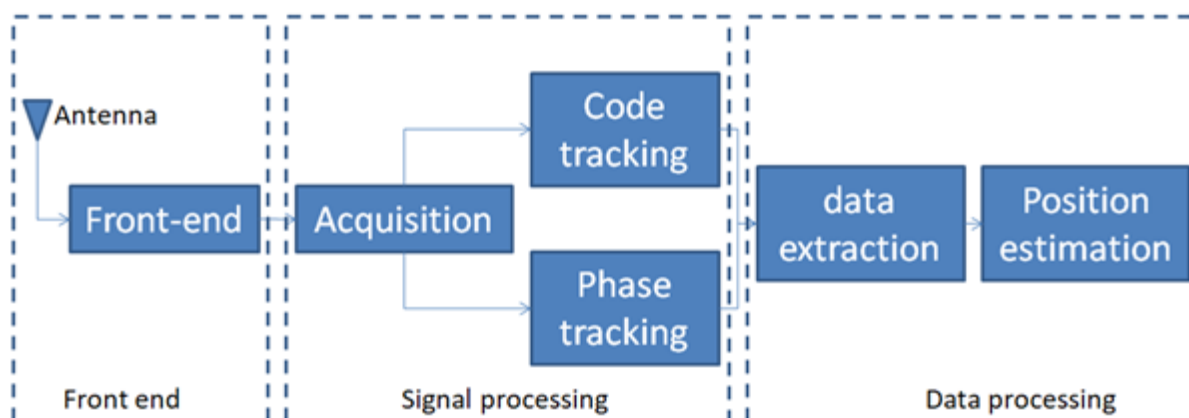 Antenna
Front-end
Acquisition
Code
tracking
Phase
tracking
data
extraction
Position
estimation
Front end
Signal processing
Data processing